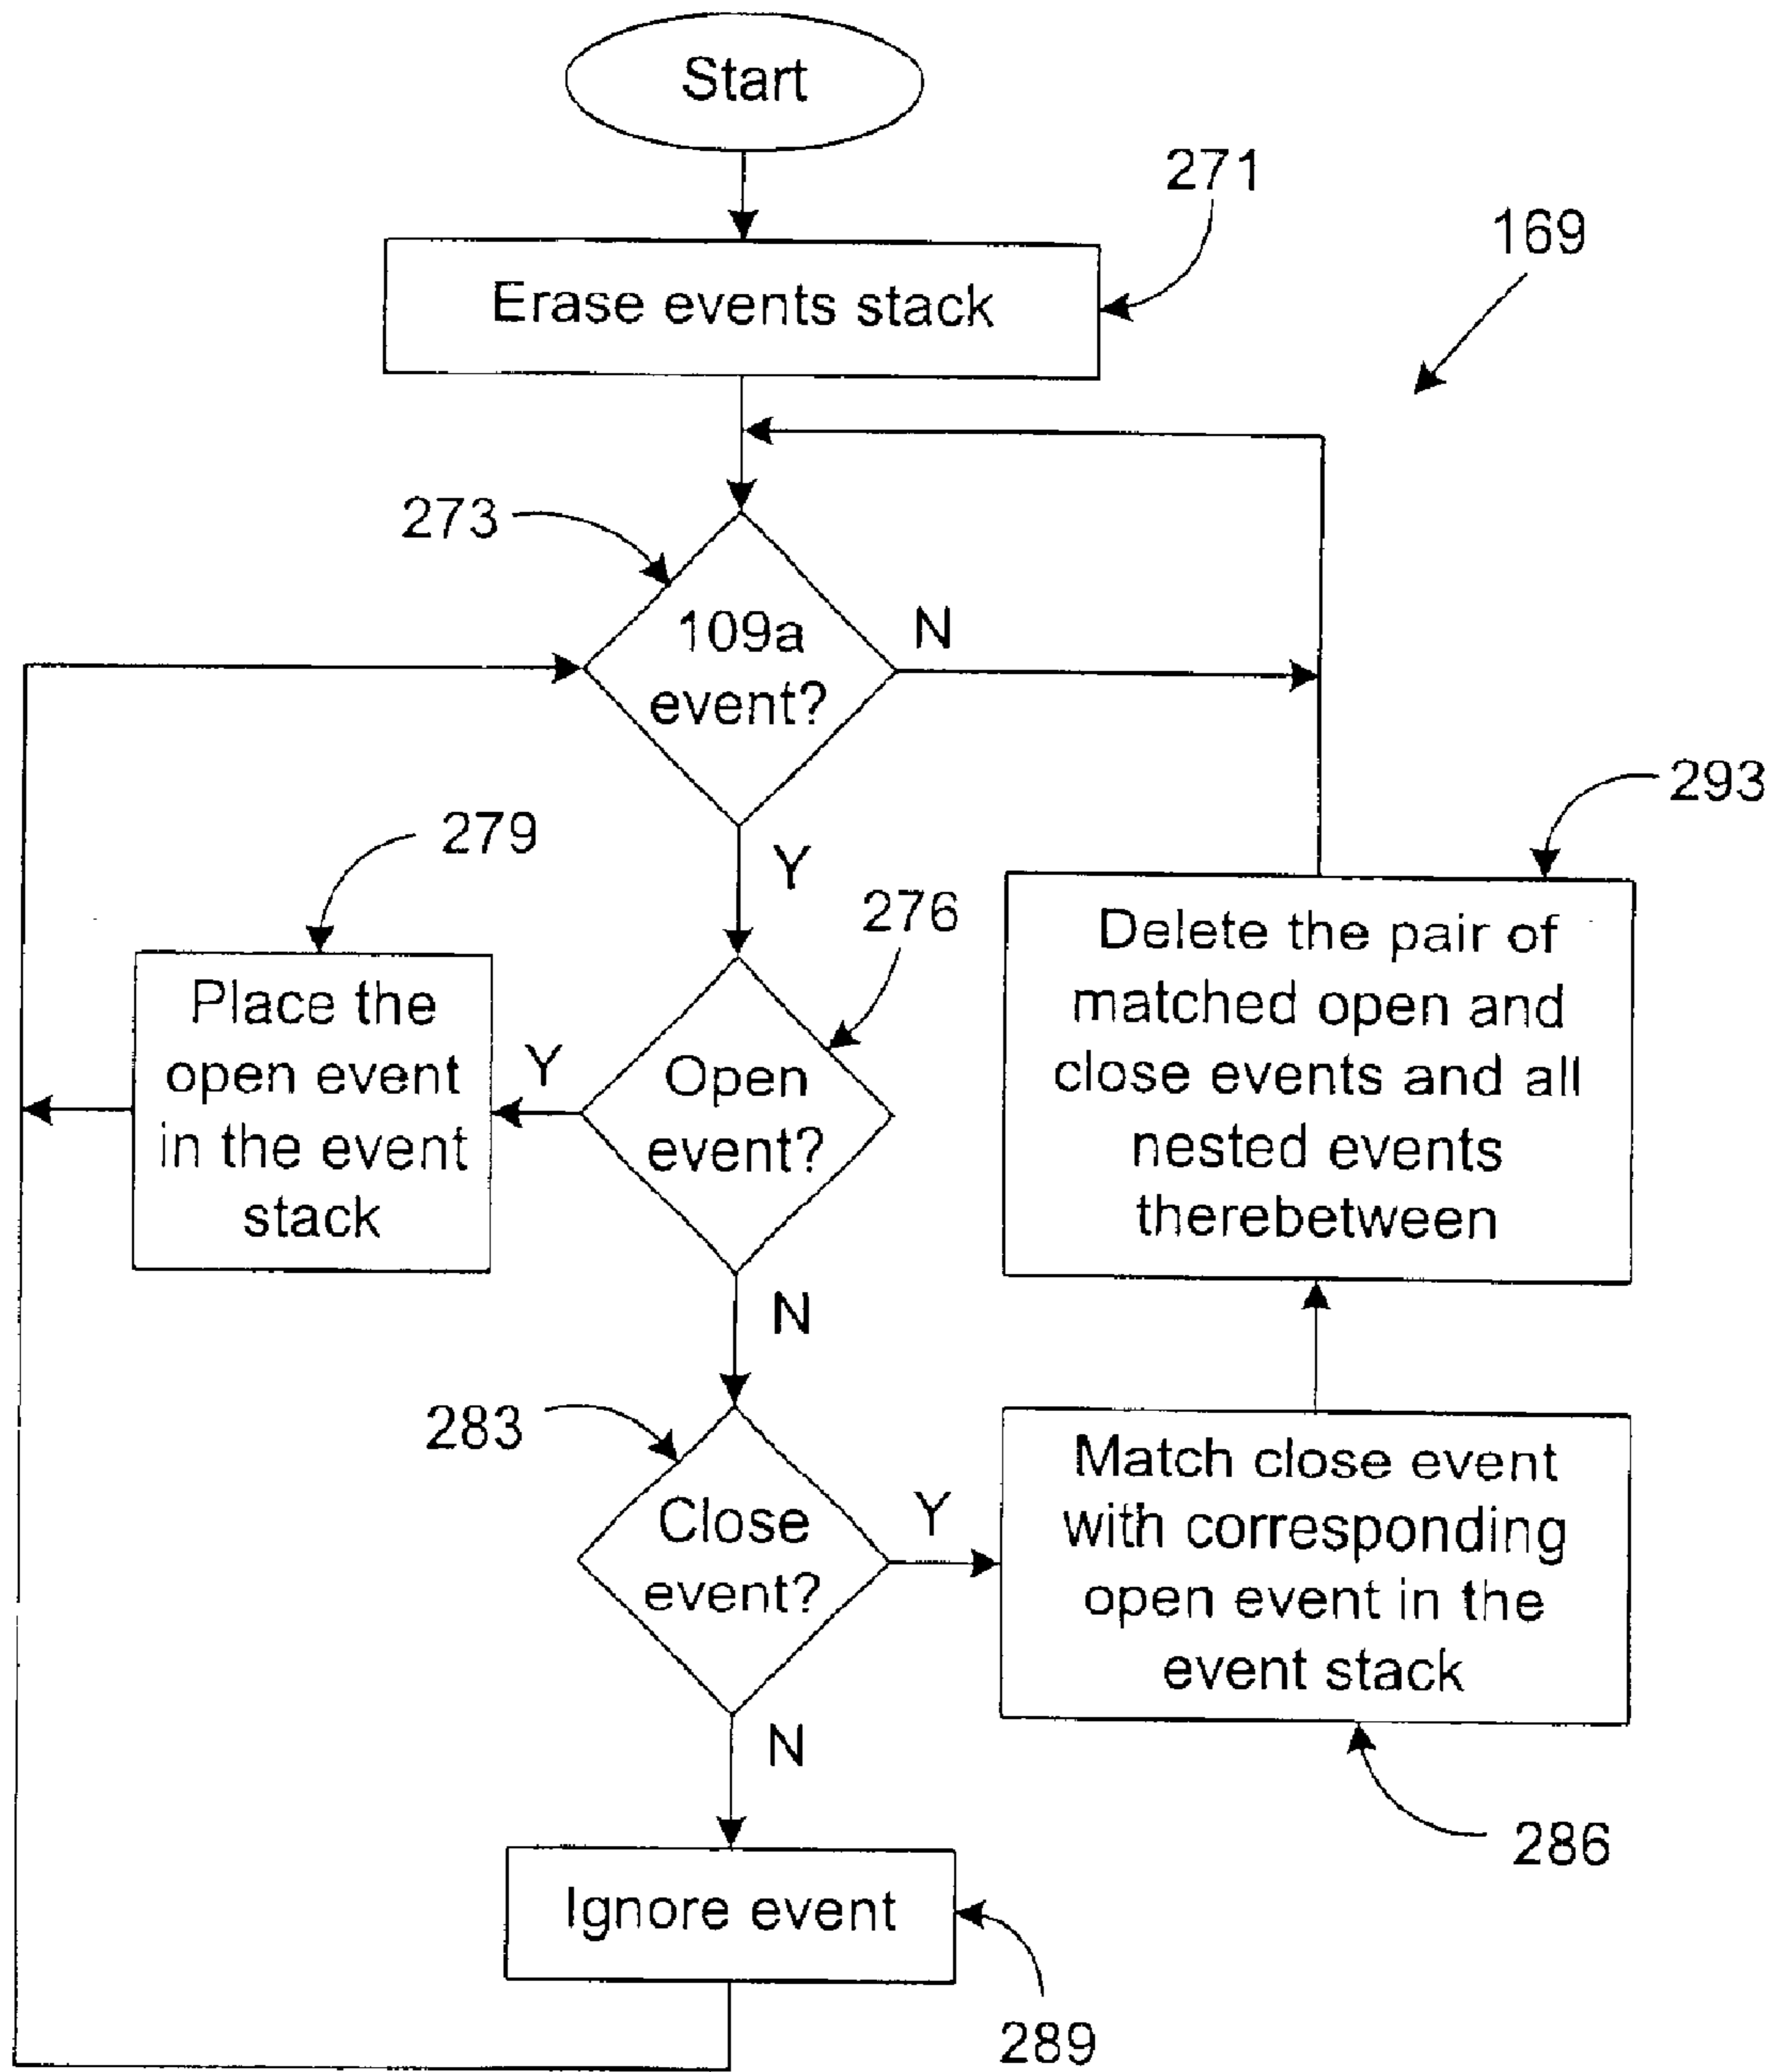 Start
271
169
Erase events stack
273
109a
event?
N
Y
293
279
276
Delete the pair of
matched open and
close events and all
nested events
therebetween
Place the
open event
in the event
stack
Y
Open
event?
N
283
Close
event?
Y
Match close event
with corresponding
open event in the
event stack
N
286
Ignore event
289